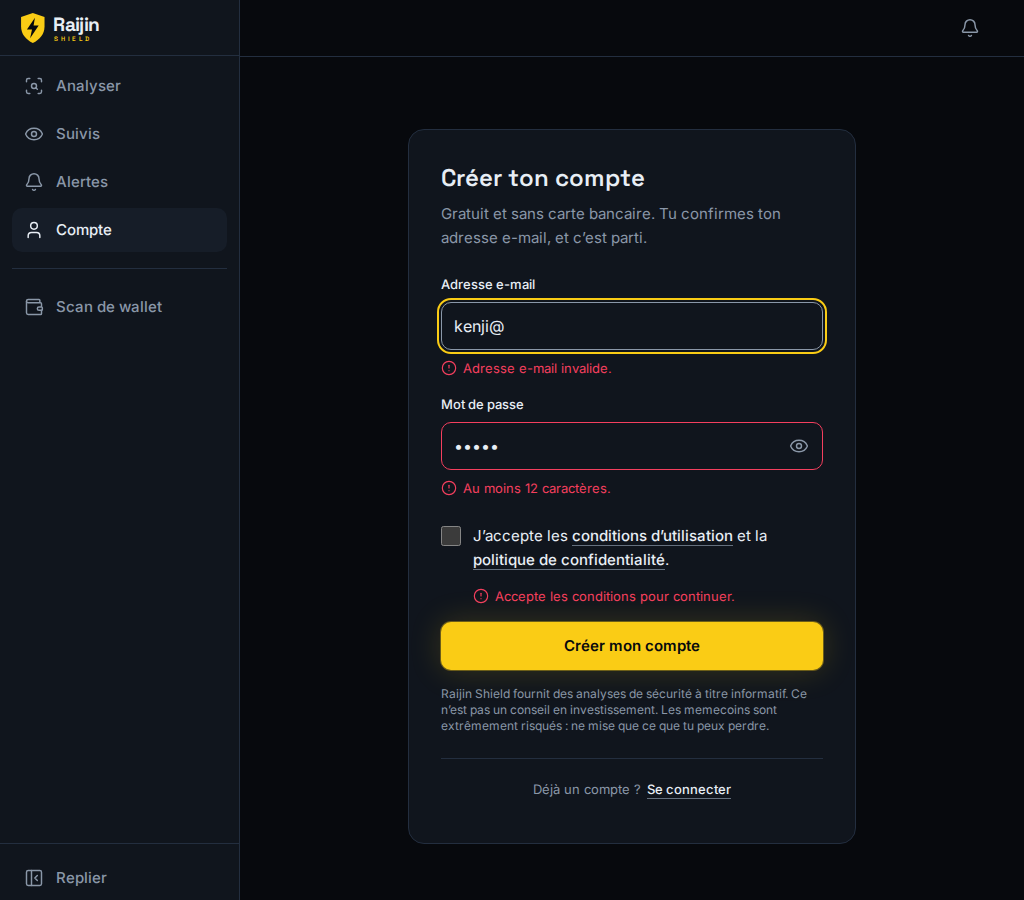 Raijin
SHIELD
Analyser
Suivis
Alertes
Compte
Scan de wallet
Replier
Créer ton compte
Gratuit et sans carte bancaire. Tu confirmes ton
adresse e-mail, et c’est parti.
Adresse e-mail
kenji@
Adresse e-mail invalide.
Mot de passe
•••••
Au moins 12 caractères.
J’accepte les conditions d’utilisation et la
politique de confidentialité.
Accepte les conditions pour continuer.
Créer mon compte
Raijin Shield fournit des analyses de sécurité à titre informatif. Ce
n’est pas un conseil en investissement. Les memecoins sont
extrêmement risqués : ne mise que ce que tu peux perdre.
Déjà un compte ? Se connecter